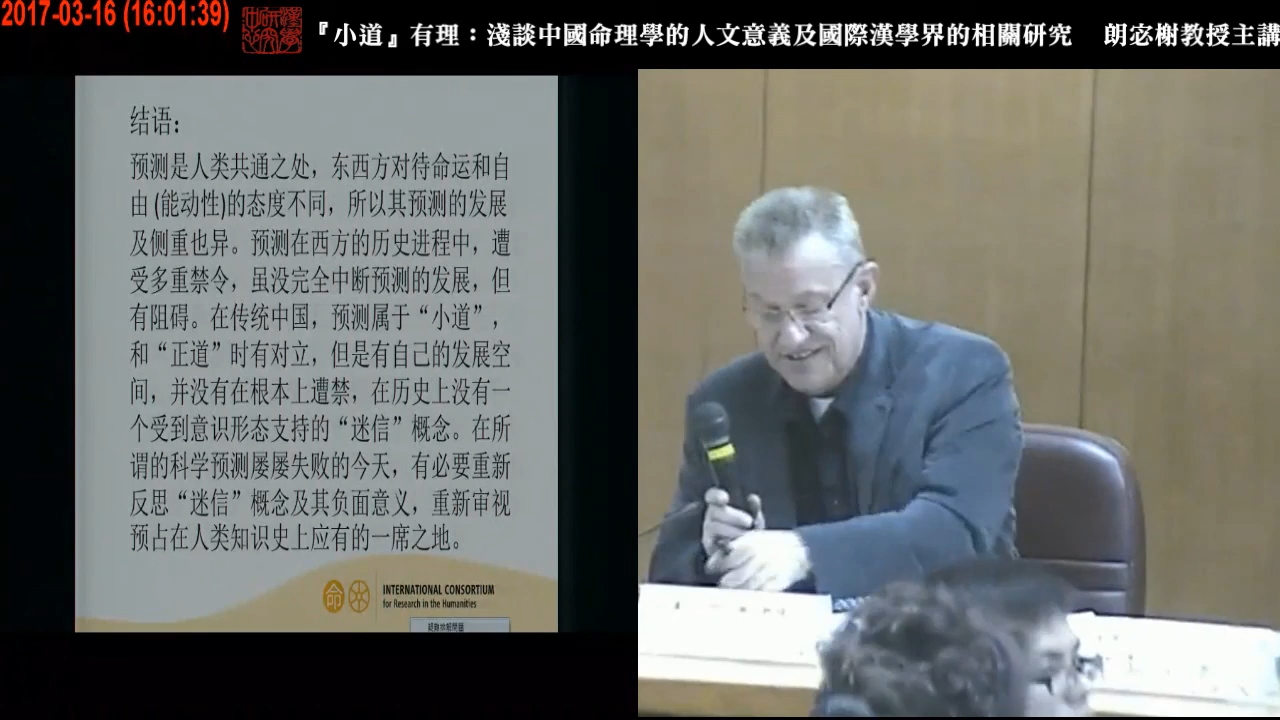 2017-03-16 (16:01:39)
『小道』有理：淺談中國命理學的人文意義及國際漢學界的相關研究 朗宓榭教授主講
结语：
预测是人类共通之处，东西方对待命运和自
由 (能动性)的态度不同，所以其预测的发展
及侧重也异。预测在西方的历史进程中，遭
受多重禁令，虽没完全中断预测的发展，但
有阻碍。在传统中国，预测属于“小道”，
和“正道”时有对立，但是有自己的发展空
间，并没有在根本上遭禁，在历史上没有一
个受到意识形态支持的“迷信”概念。在所
谓的科学预测屡屡失败的今天，有必要重新
反思“迷信”概念及其负面意义，重新审视
预占在人类知识史上应有的一席之地。
命
INTERNATIONAL CONSORTIUM
for Research in the Humanities